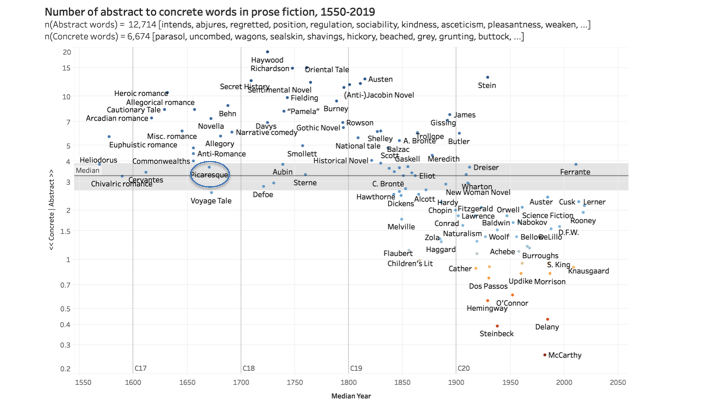 Number of abstract to concrete words in prose fiction, 1550-2019
n(Abstract words) = 12,714 [intends, abjures, regretted, position, regulation, sociability, kindness, asceticism, pleasantness, weaken, ...]
n(Concrete words) = 6,674 [parasol, uncombed, wagons, sealskin, shavings, hickory, beached, grey, grunting, buttock, ...]
20
Haywood
Richardson
Oriental Tale
15
Austen
Secret History
Sentimental Novel
Stein
Heroic romance
10
Fielding
(Anti-)Jacobin Novel
Allegorical romance
Cautionary Tale
Behn
"Pamela"
Burney
James
Arcadian romance
7
Novella
Davys
Gothic Novel
Rowson
Gissing
Misc. romance
Narrative comedy
National tale
Shelley
Trollope
Butler
Euphuistic romance
5
Allegory
A. Brontë
Anti-Romance
Smollett
Balzac
4
Heliodorus
Commonwealths
Historical Novel
Scott
Gaskell
Meredith
Median
Dreiser
Aubin
Ferrante
Picaresque
Eliot
3
Cervantes
Chivalric romance
Sterne
C. Brontë
Wharton
New Woman Novel
Defoe
Hawthorne
Alcott
Voyage Tale
Dickens
Hardy
Auster
Cusk
Lerner
2
Chopin
Fitzgerald
Orwell
Lawrence
Science Fiction
Melville
Conrad
Baldwin
Nabokov
Rooney
1.5
Naturalism
Woolf
Bellow
DeLillo
D.F.W.
Zola
Haggard
Achebe
Flaubert
Burroughs
1
Children's Lit
Cather
S. King
Knausgaard
0.7
Dos Passos
Updike
Morrison
0.5
Hemingway
O'Connor
0.4
Delany
Steinbeck
0.3
McCarthy
0.2
C17
C18
C19
C20
<< Concrete | Abstract >>
1550
1600
1650
1700
1750
1800
1850
1900
1950
2000
2050
Median Year